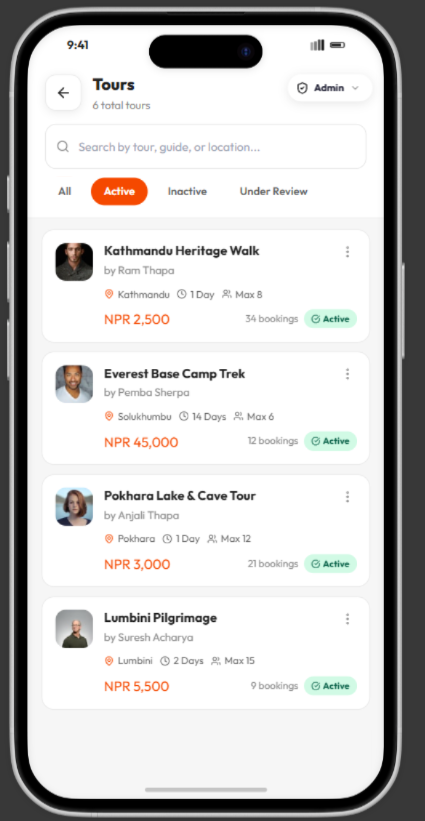 9:41
Tours
6 total tours
Admin
Search by tour, guide, or location...
All Active Inactive Under Review
Kathmandu Heritage Walk
by Ram Thapa
Kathmandu 1 Day Max 8
NPR 2,500 34 bookings Active
Everest Base Camp Trek
by Pemba Sherpa
Solukhumbu 14 Days Max 6
NPR 45,000 12 bookings Active
Pokhara Lake & Cave Tour
by Anjali Thapa
Pokhara 1 Day Max 12
NPR 3,000 21 bookings Active
Lumbini Pilgrimage
by Suresh Acharya
Lumbini 2 Days Max 15
NPR 5,500 9 bookings Active